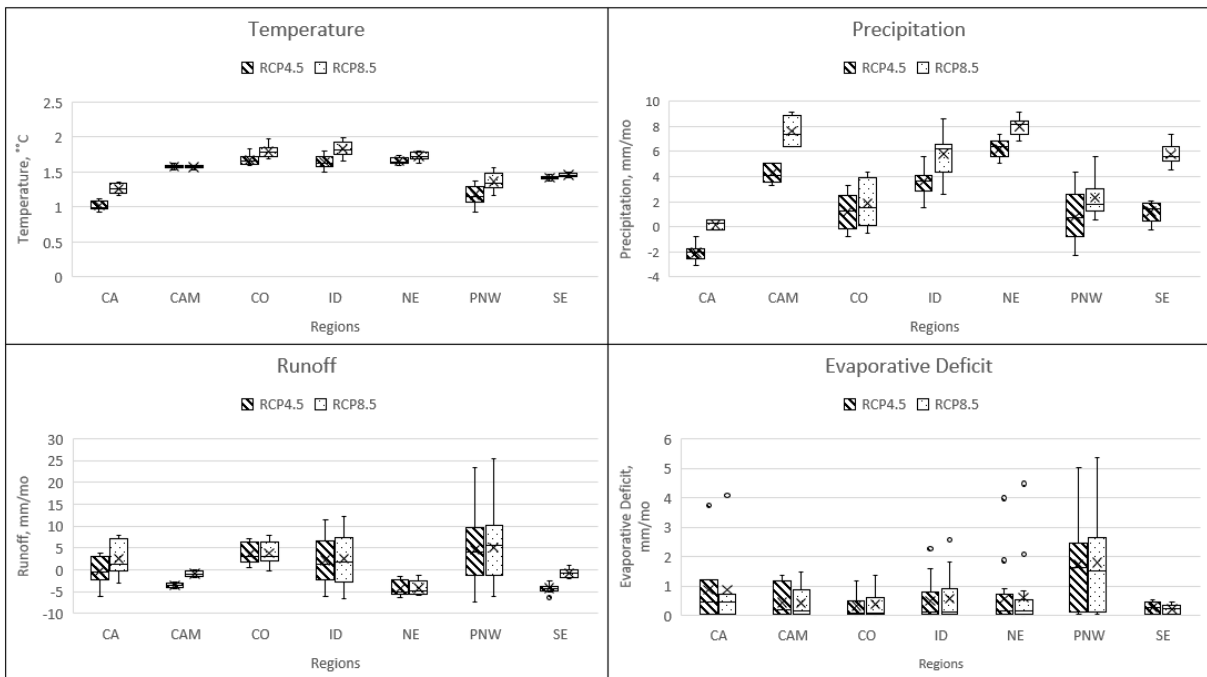 Temperature
RCP4.5 RCP8.5
2.5
2
1.5
1
0.5
0
Temperature, °°C
CA CAM CO ID NE PNW SE
Regions
Precipitation
RCP4.5 RCP8.5
10
8
6
4
2
0
-2
-4
Precipitation, mm/mo
CA CAM CO ID NE PNW SE
Regions
Runoff
RCP4.5 RCP8.5
30
25
20
15
10
5
0
-5
-10
Runoff, mm/mo
CA CAM CO ID NE PNW SE
Regions
Evaporative Deficit
RCP4.5 RCP8.5
6
5
4
3
2
1
0
Evaporative Deficit,
mm/mo
CA CAM CO ID NE PNW SE
Regions